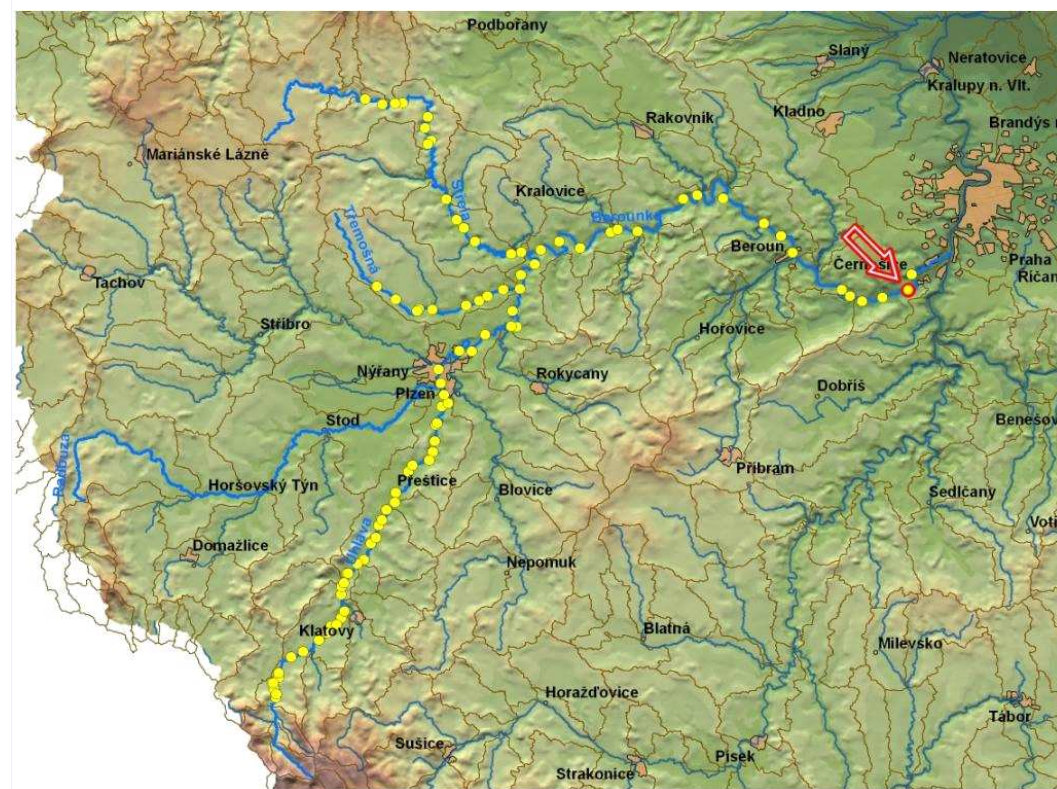 Podbořany
Slaný
Neratovice
Kralupy n. Vlt.
Kladno
Rakovník
Brandýs n
Mariánské Lázně
Kralovice
Střela
Třemošná
Berounka
Beroun
Černošice
Praha
Říčan
Tachov
Stříbro
Hořovice
Nýřany
Rokycany
Plzeň
Dobříš
Stod
Benešov
Radbuza
Příbram
Přeštice
Horšovský Týn
Blovice
Sedlčany
Voti
Úhlava
Domažlice
Nepomuk
Klatovy
Blatná
Milevsko
Horažďovice
Tábor
Sušice
Písek
Strakonice